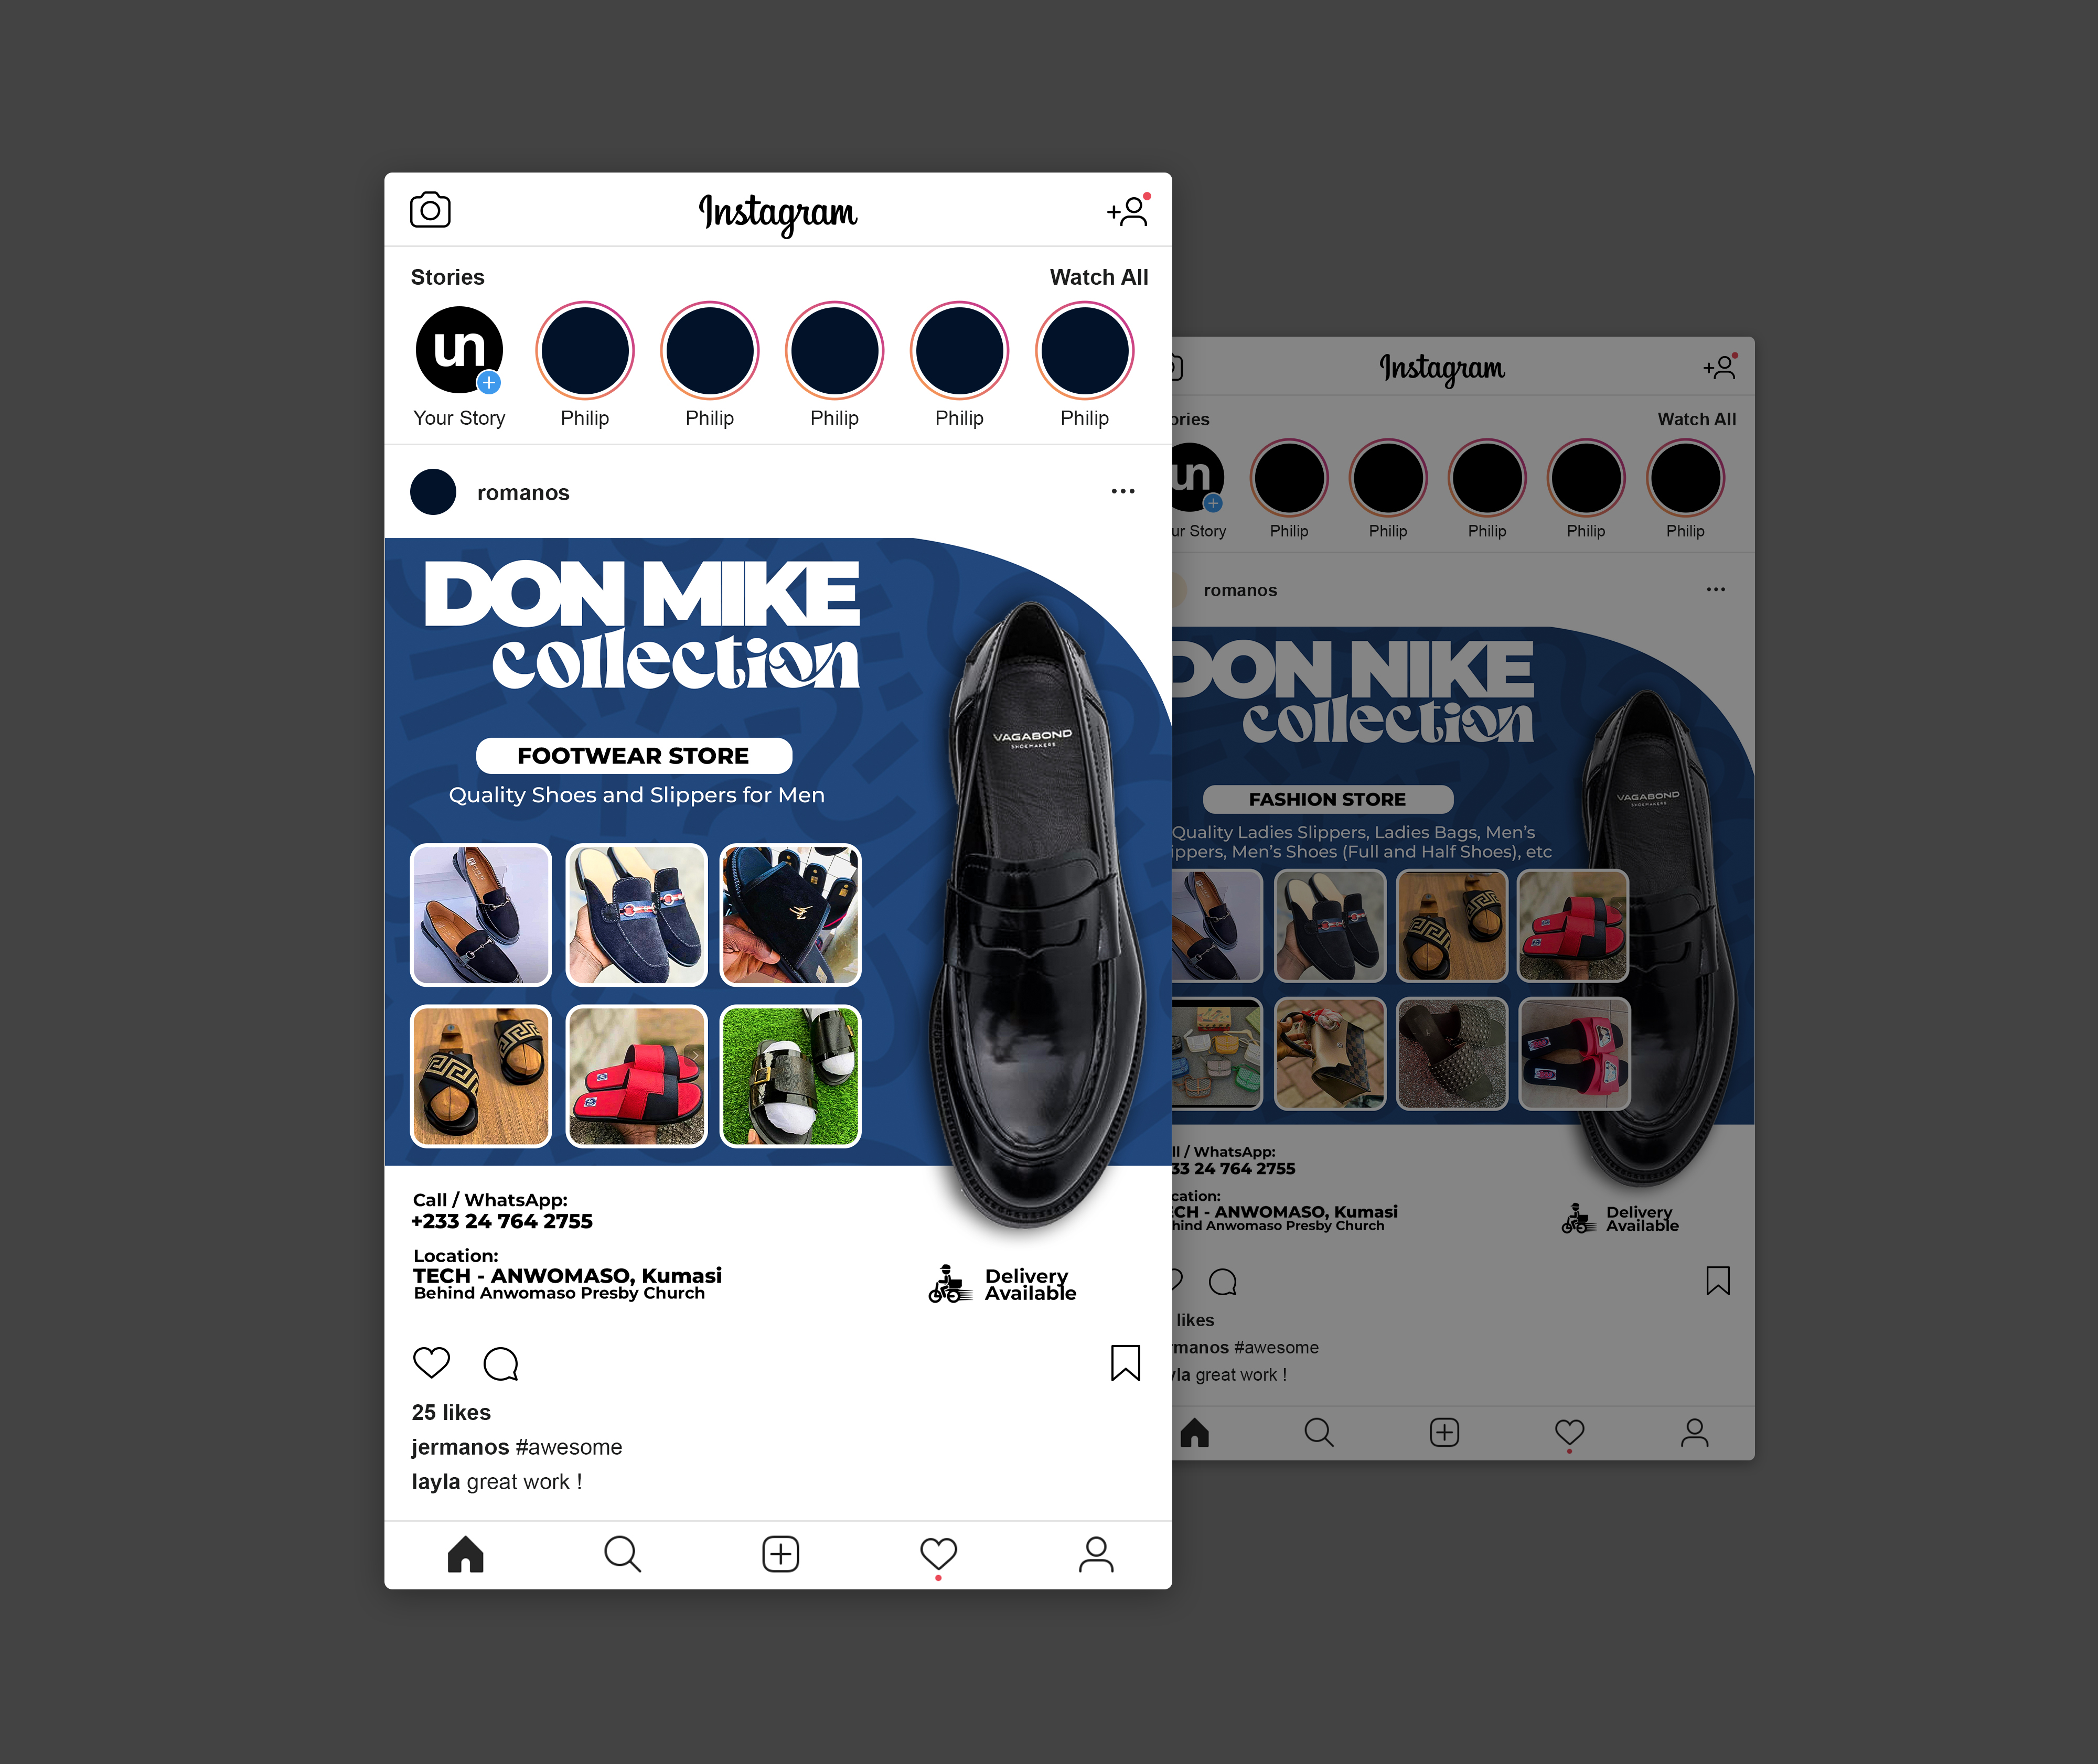 Instagram
Stories
Watch All
un
Your Story
Philip
Philip
Philip
Philip
Philip
romanos
DON MIKE
collection
VAGABOND
SHOEMAKERS
FOOTWEAR STORE
Quality Shoes and Slippers for Men
Call / WhatsApp:
+233 24 764 2755
Location:
TECH - ANWOMASO, Kumasi
Behind Anwomaso Presby Church
Delivery
Available
25 likes
jermanos #awesome
layla great work !
Instagram
ories
Watch All
un
ur Story
Philip
Philip
Philip
Philip
Philip
romanos
DON NIKE
collection
VAGABOND
SHOEMAKERS
FASHION STORE
Quality Ladies Slippers, Ladies Bags, Men's
ippers, Men's Shoes (Full and Half Shoes), etc
ll / WhatsApp:
33 24 764 2755
cation:
CH - ANWOMASO, Kumasi
hind Anwomaso Presby Church
Delivery
Available
likes
manos #awesome
yla great work !